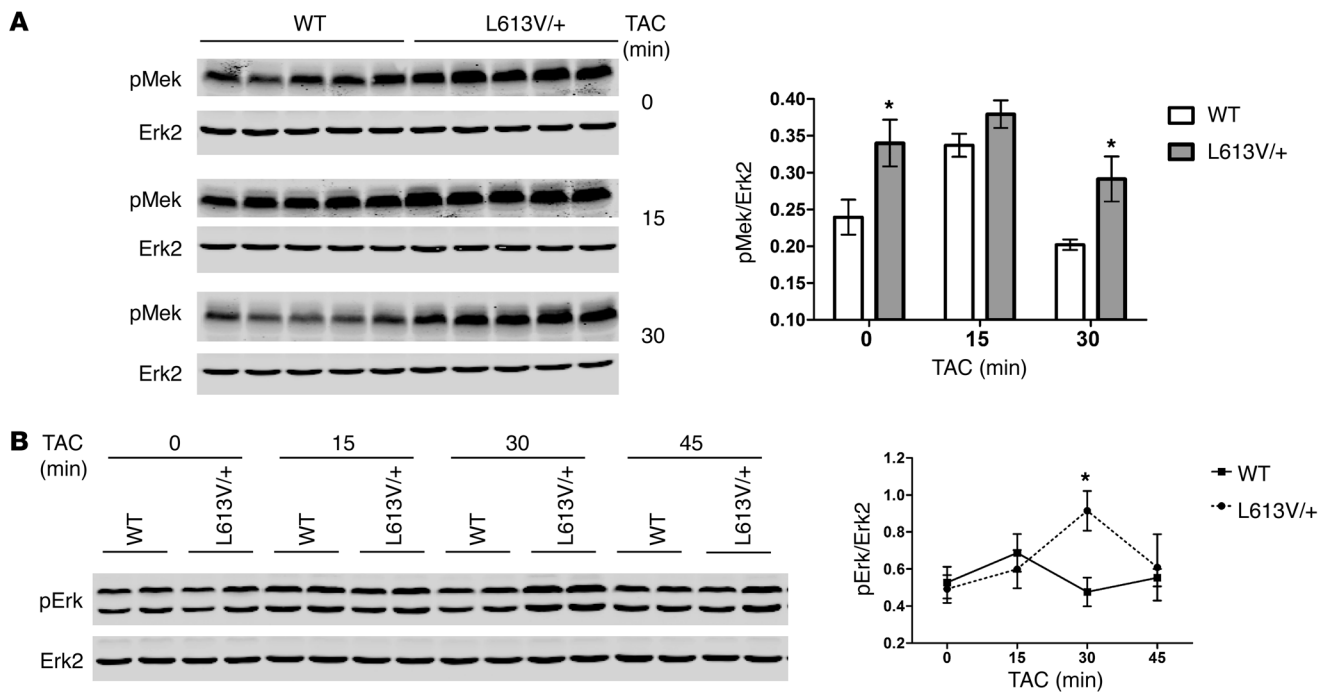 A
WT L613V/+ TAC
(min)
pMek
0
Erk2
pMek
15
Erk2
pMek
30
Erk2
pMek/Erk2
0.40
0.35
0.30
0.25
0.20
0.15
0.10
* *
0 15 30
TAC (min)
WT
L613V/+
B
TAC 0 15 30 45
(min)
WT L613V/+ WT L613V/+ WT L613V/+ WT L613V/+
pErk
Erk2
pErk/Erk2
1.2
1.0
0.8
0.6
0.4
0.2
*
0 15 30 45
TAC (min)
WT
L613V/+